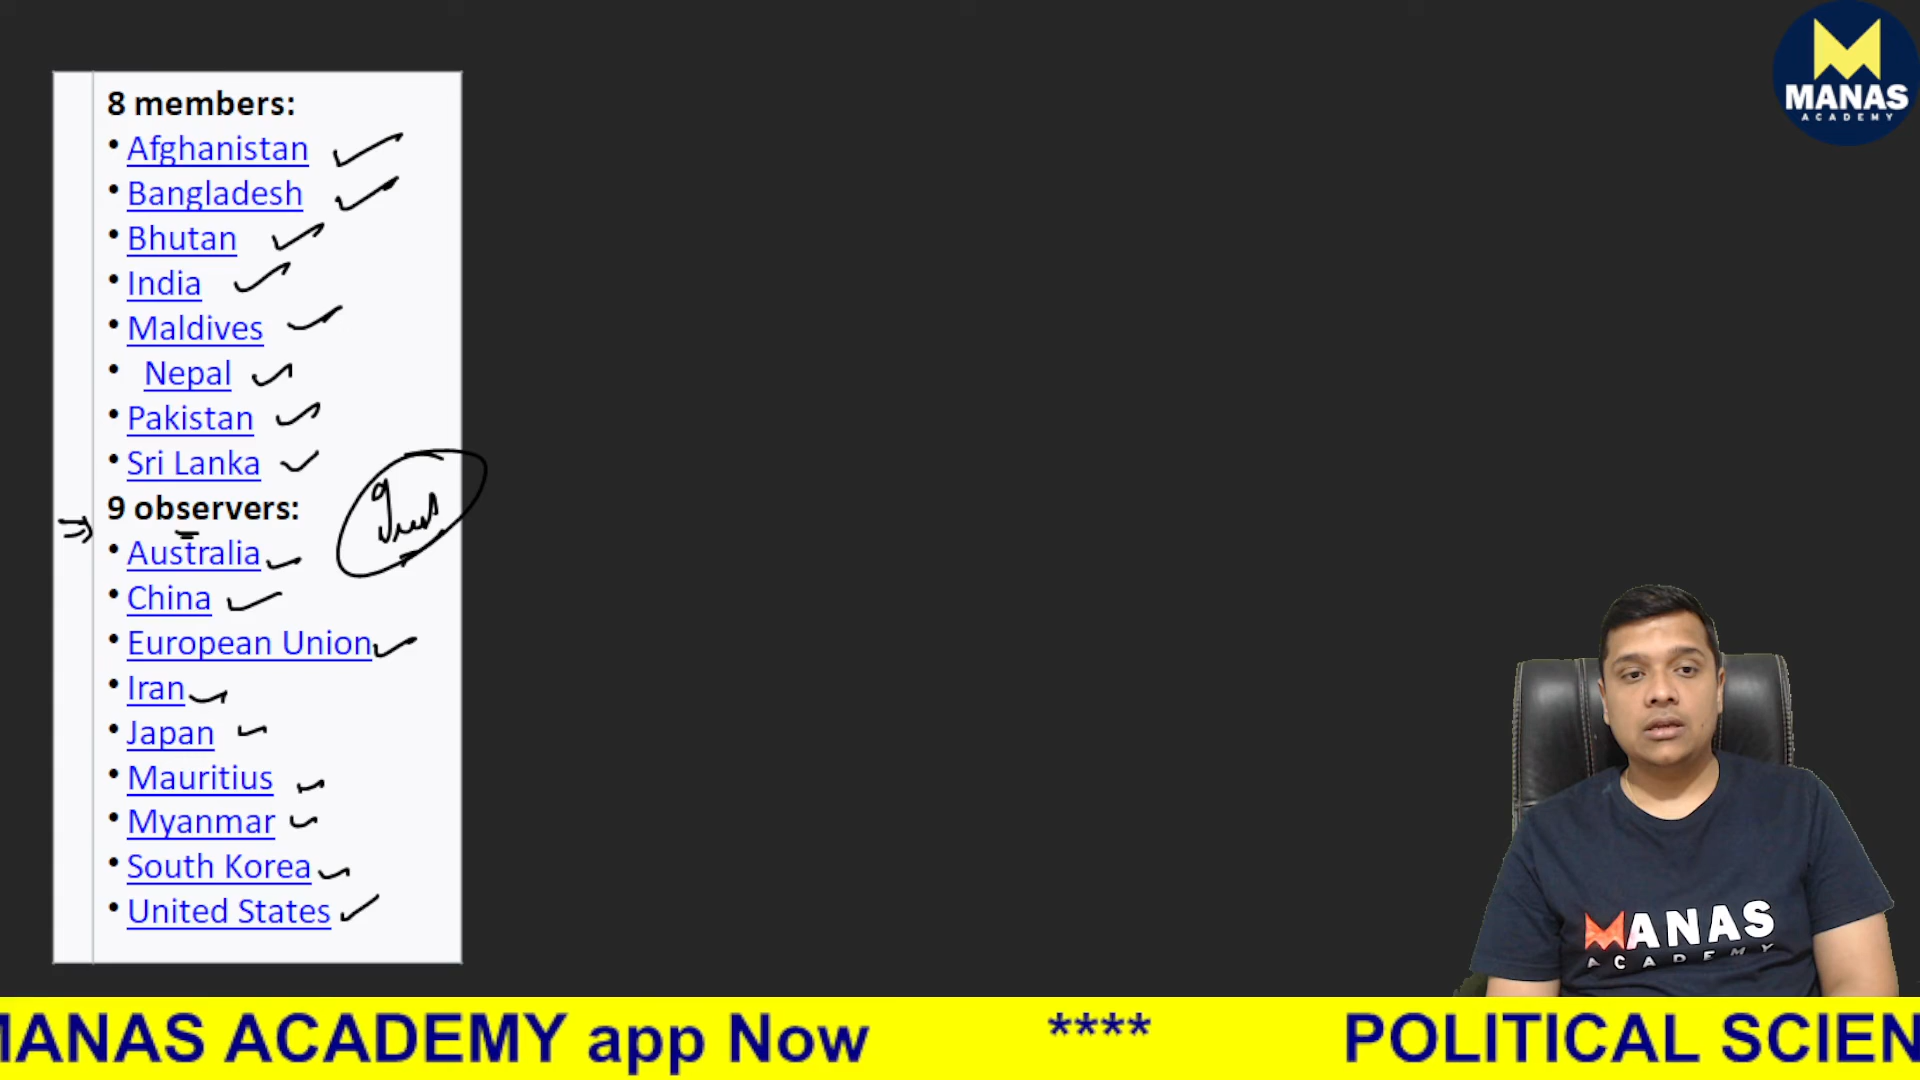 MANAS
ACADEMY
8 members:
• Afghanistan
• Bangladesh
• Bhutan
• India
• Maldives
• Nepal
• Pakistan
• Sri Lanka
9 observers:
• Australia
• China
• European Union
• Iran
• Japan
• Mauritius
• Myanmar
• South Korea
• United States
MANAS
ACADEMY
MANAS ACADEMY app Now **** POLITICAL SCIEN